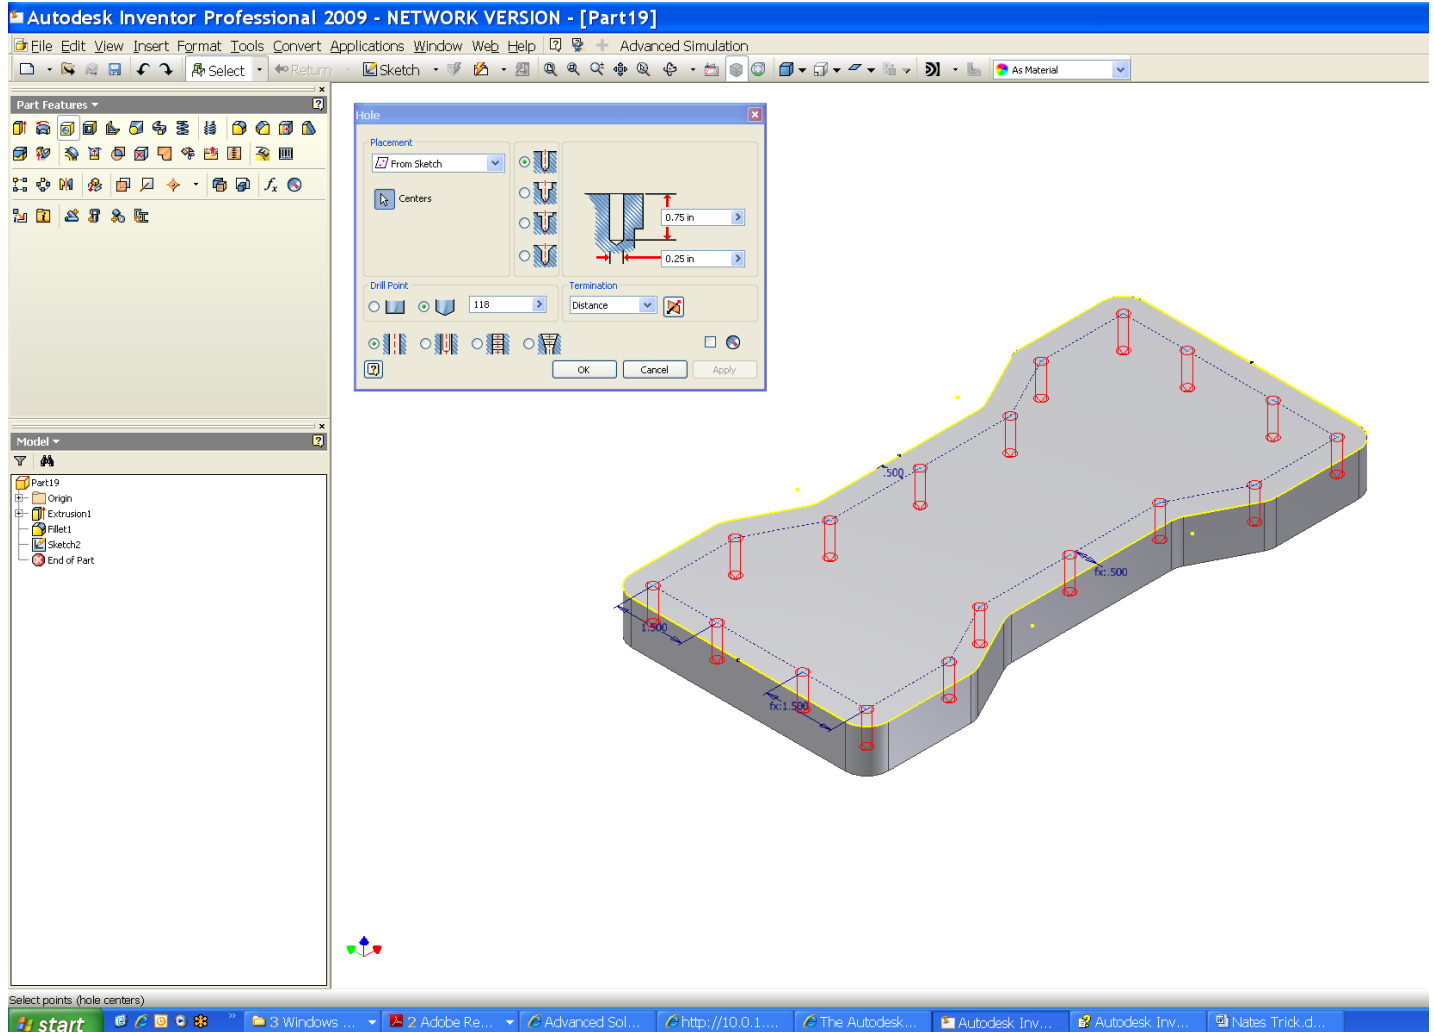 Autodesk Inventor Professional 2009 - NETWORK VERSION - [Part19]
File Edit View Insert Format Tools Convert Applications Window Web Help Advanced Simulation
Select Return Sketch As Material
Part Features
Hole
Placement
From Sketch
Centers
0.75 in
0.25 in
Drill Point
118
Termination
Distance
OK Cancel Apply
Model
Part19
Origin
Extrusion1
Fillet1
Sketch2
End of Part
.500
fx:.500
1.500
fx:1.500
Select points (hole centers)
start 3 Windows ... 2 Adobe Re... Advanced Sol... http://10.0.1.... The Autodesk... Autodesk Inv... Autodesk Inv... Nates Trick.d...